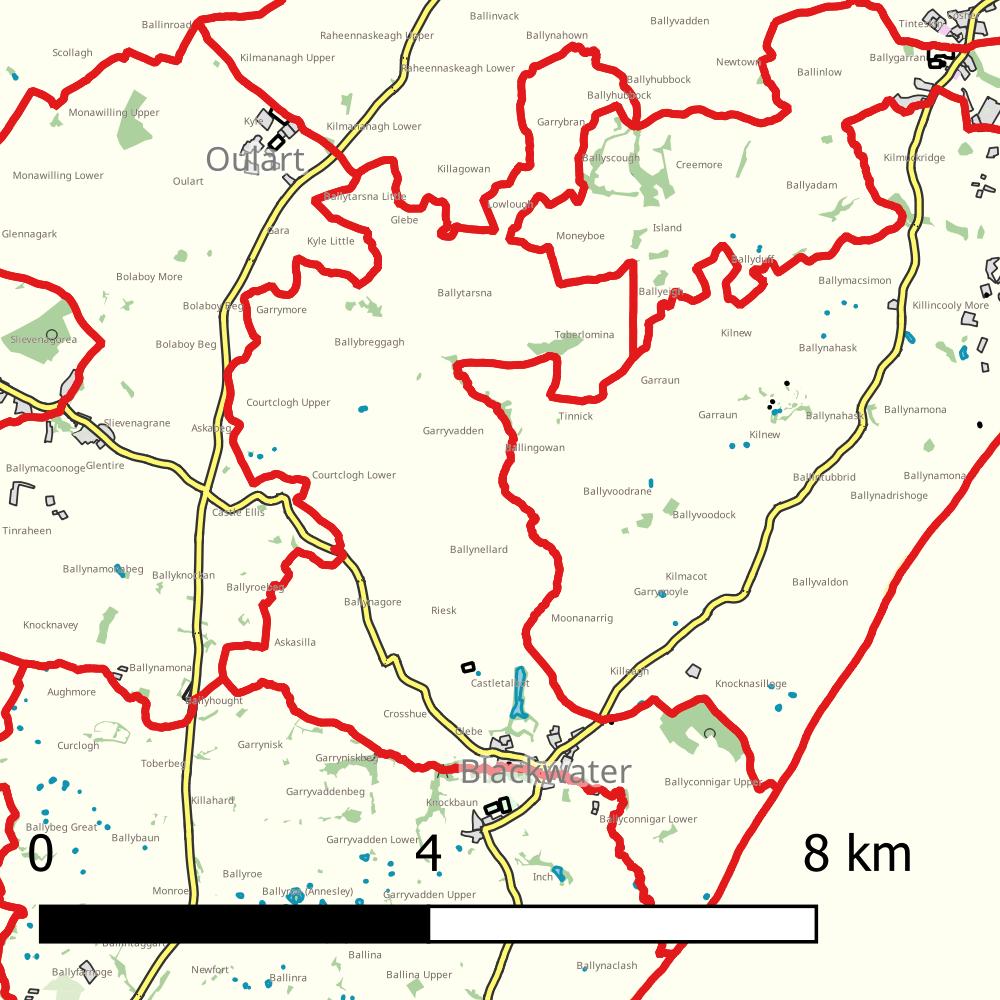 Ballinvack
Ballinroad
Ballyvadden
Tinteskin
Raheennaskeagh Upper
Ballynahown
Scollagh
Kilmananagh Upper
Newtown
Ballygarran
Raheennaskeagh Lower
Ballinlow
Ballyhubbock
Ballyhubbock
Monawilling Upper
Kyle
Kilmananagh Lower
Garrybran
Oulart
Ballyscough
Creemore
Kilmuckridge
Killagowan
Monawilling Lower
Oulart
Ballyadam
Ballytarsna Little
Lowlough
Glebe
Gara
Island
Glennagark
Kyle Little
Moneyboe
Ballyduff
Bolaboy More
Ballymacsimon
Ballytarsna
Ballyeigh
Bolaboy Beg
Garrymore
Killincooly More
Slievenagorea
Bolaboy Beg
Ballybreggagh
Toberlomina
Kilnew
Ballynahask
Garraun
Courtclogh Upper
Slievenagrane
Askabeg
Garryvadden
Tinnick
Garraun
Ballynahask
Ballynamona
Kilnew
Ballingowan
Ballymacoonoge
Glentire
Courtclogh Lower
Ballinstubbrid
Ballynamona
Ballyvoodrane
Ballynadrishoge
Castle Ellis
Ballyvoodock
Tinraheen
Ballynellard
Ballynamonabeg
Ballyknockan
Ballyroebeg
Kilmacot
Ballyvaldon
Garrymoyle
Ballynagore
Riesk
Moonanarrig
Knocknavey
Askasilla
Ballynamona
Killeagh
Castletalbot
Knocknasilloge
Aughmore
Ballyhought
Crosshue
Glebe
Curclogh
Garrynisk
Toberbeg
Garryniskbeg
Blackwater
Ballyconnigar Upper
Garryvaddenbeg
Killahard
Knockbaun
Ballyconnigar Lower
Ballybeg Great
Ballybaun
Garryvadden Lower
0 4 8 km
Ballyroe
Inch
Monroe
Ballyroe (Annesley)
Garryvadden Upper
Ballintaggart
Ballina
Ballynaclash
Ballyfarnoge
Newfort
Ballinra
Ballina Upper